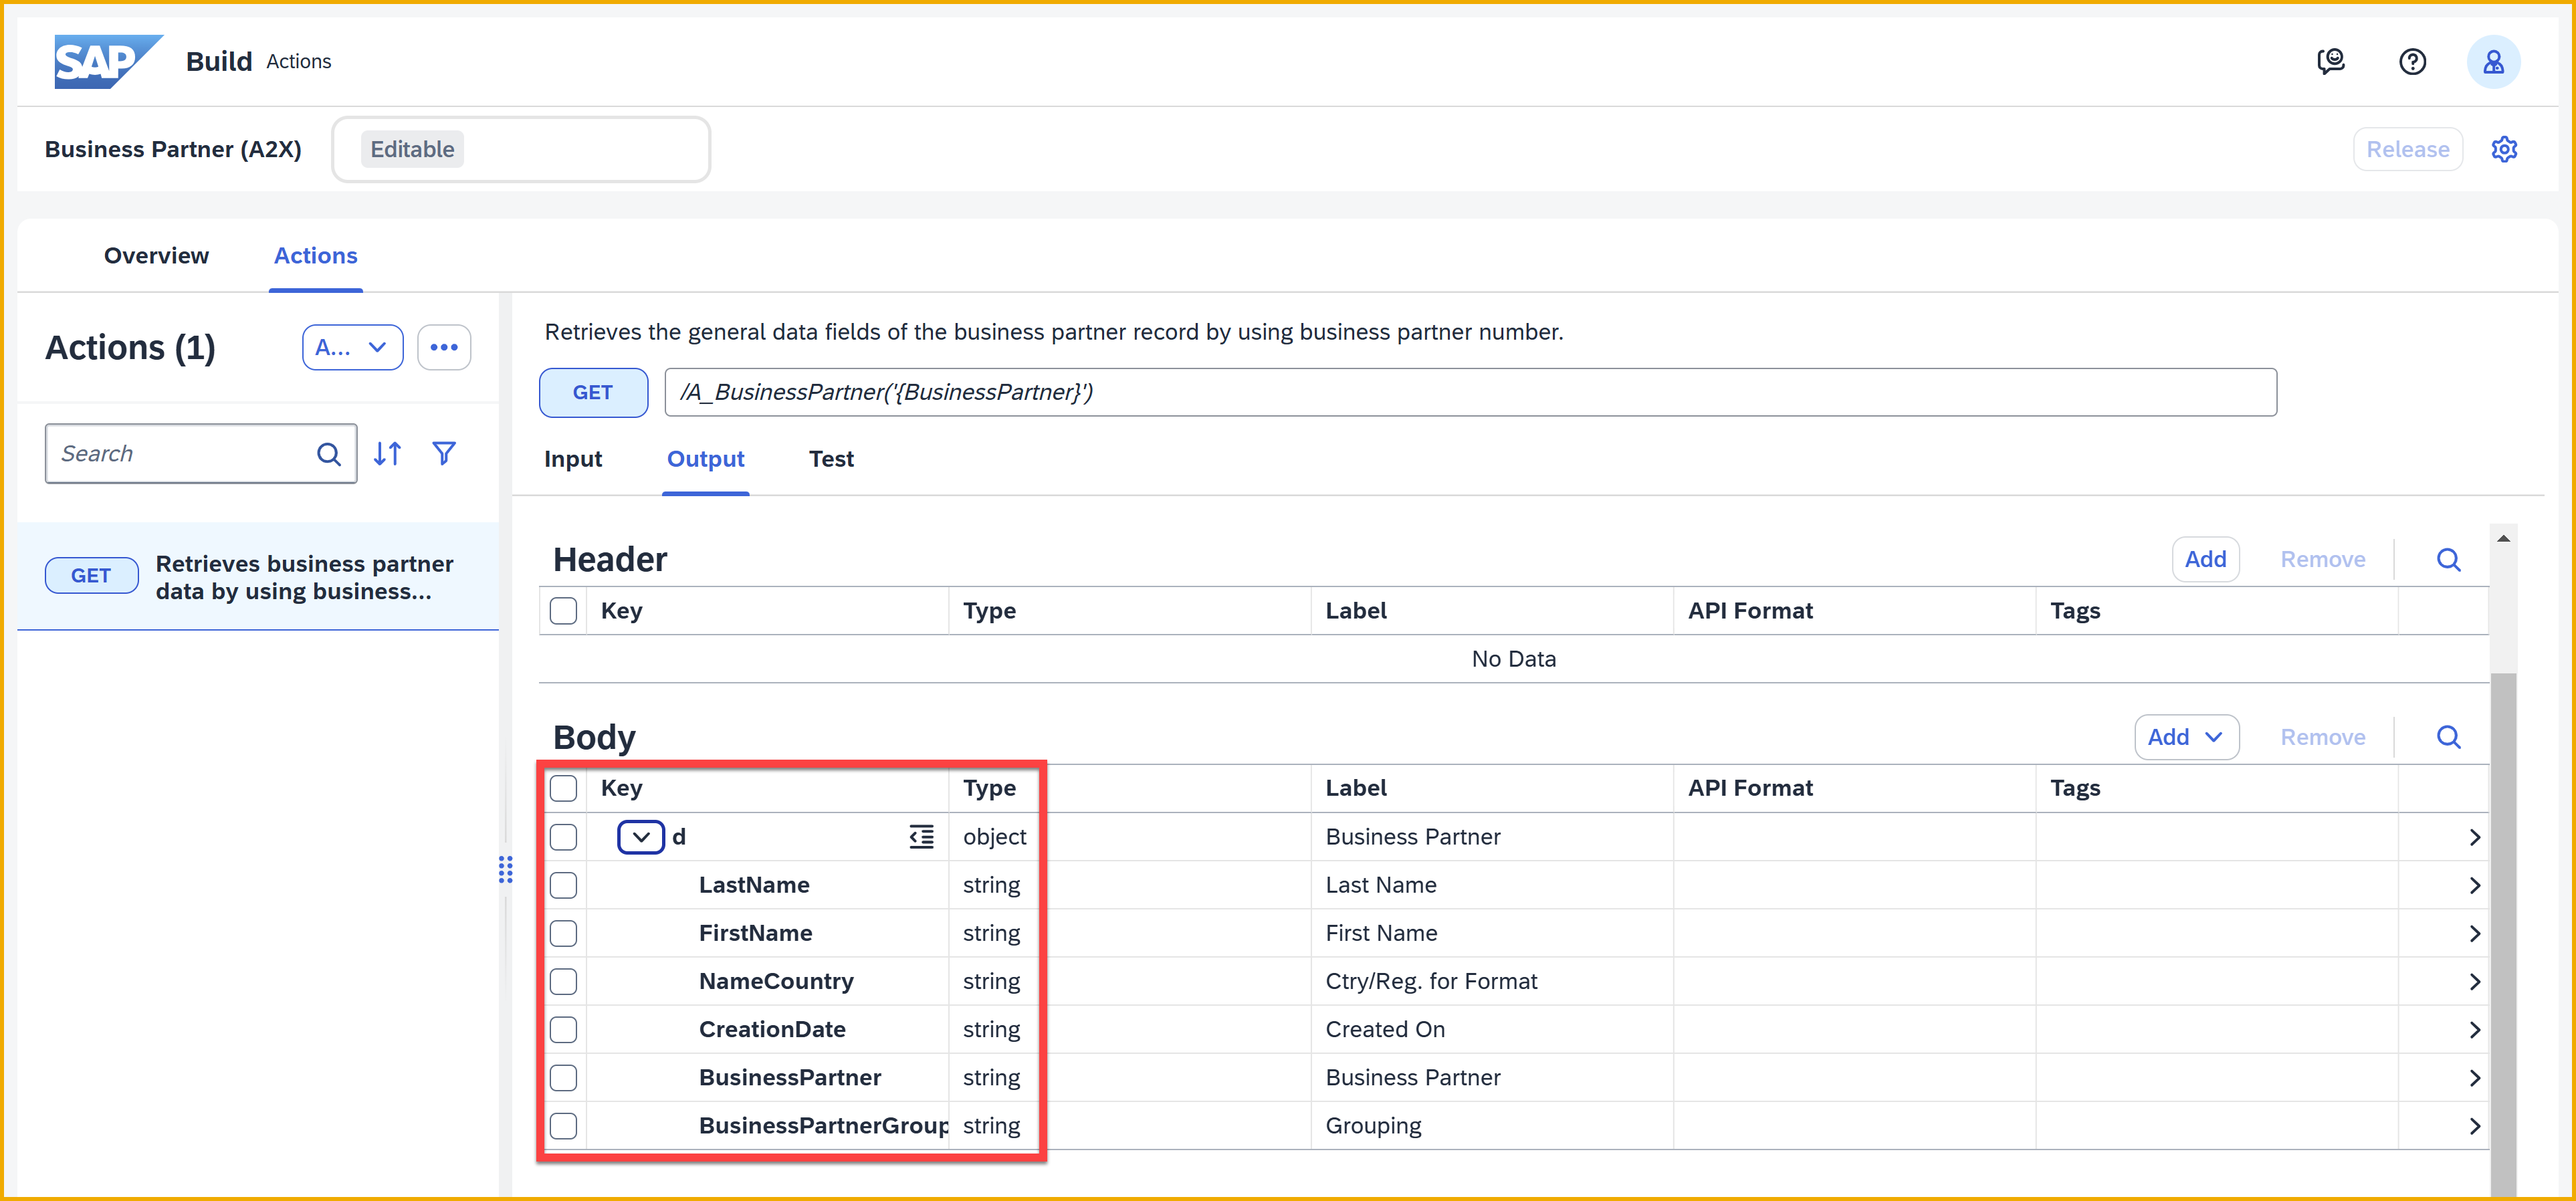 SAP Build Actions
Business Partner (A2X) Editable Release
Overview Actions
Actions (1) A... •••
Search
GET Retrieves business partner
data by using business...
Retrieves the general data fields of the business partner record by using business partner number.
GET /A_BusinessPartner('{BusinessPartner}')
Input Output Test
Header Add Remove
Key Type Label API Format Tags
No Data
Body Add Remove
Key Type Label API Format Tags
d object Business Partner
LastName string Last Name
FirstName string First Name
NameCountry string Ctry/Reg. for Format
CreationDate string Created On
BusinessPartner string Business Partner
BusinessPartnerGroup string Grouping